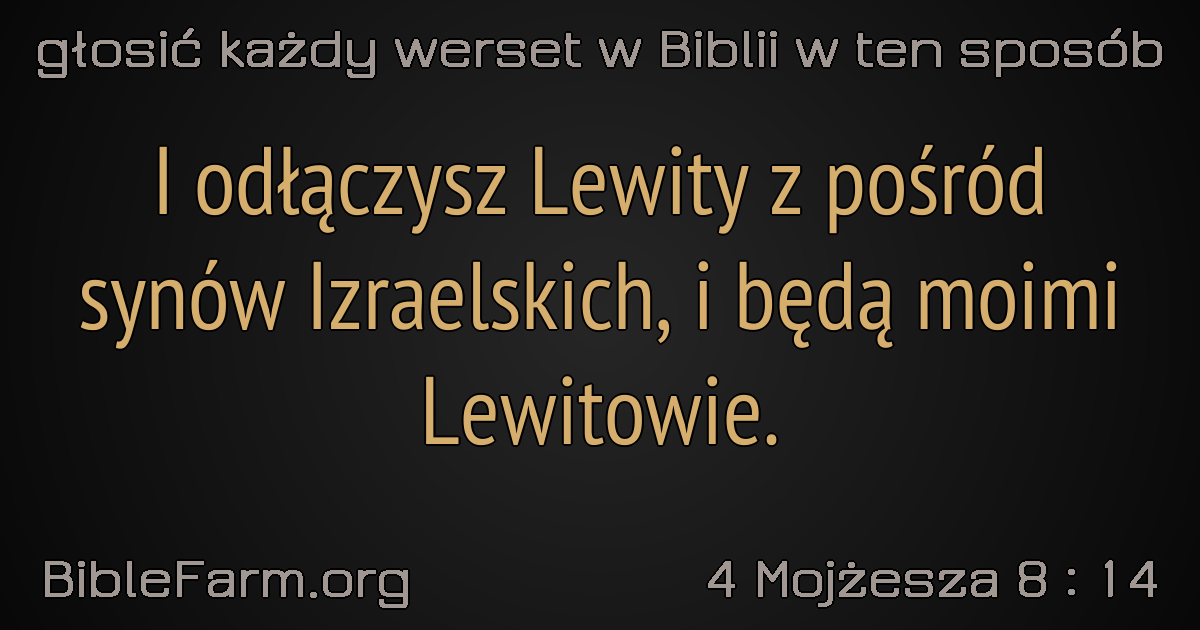 głosić każdy werset w Biblii w ten sposób
I odłączysz Lewity z pośród
synów Izraelskich, i będą moimi
Lewitowie.
BibleFarm.org
4 Mojżesza 8 : 14